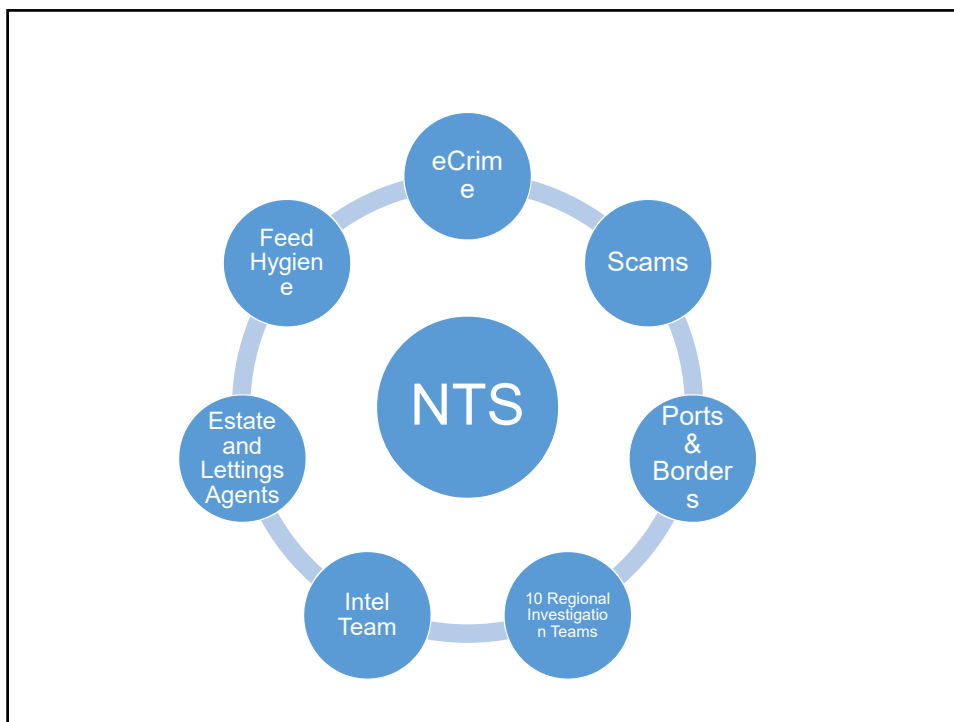 eCrim
e
Scams
Ports
&
Border
s
10 Regional
Investigatio
n Teams
Intel
Team
Estate
and
Lettings
Agents
Feed
Hygien
e
NTS